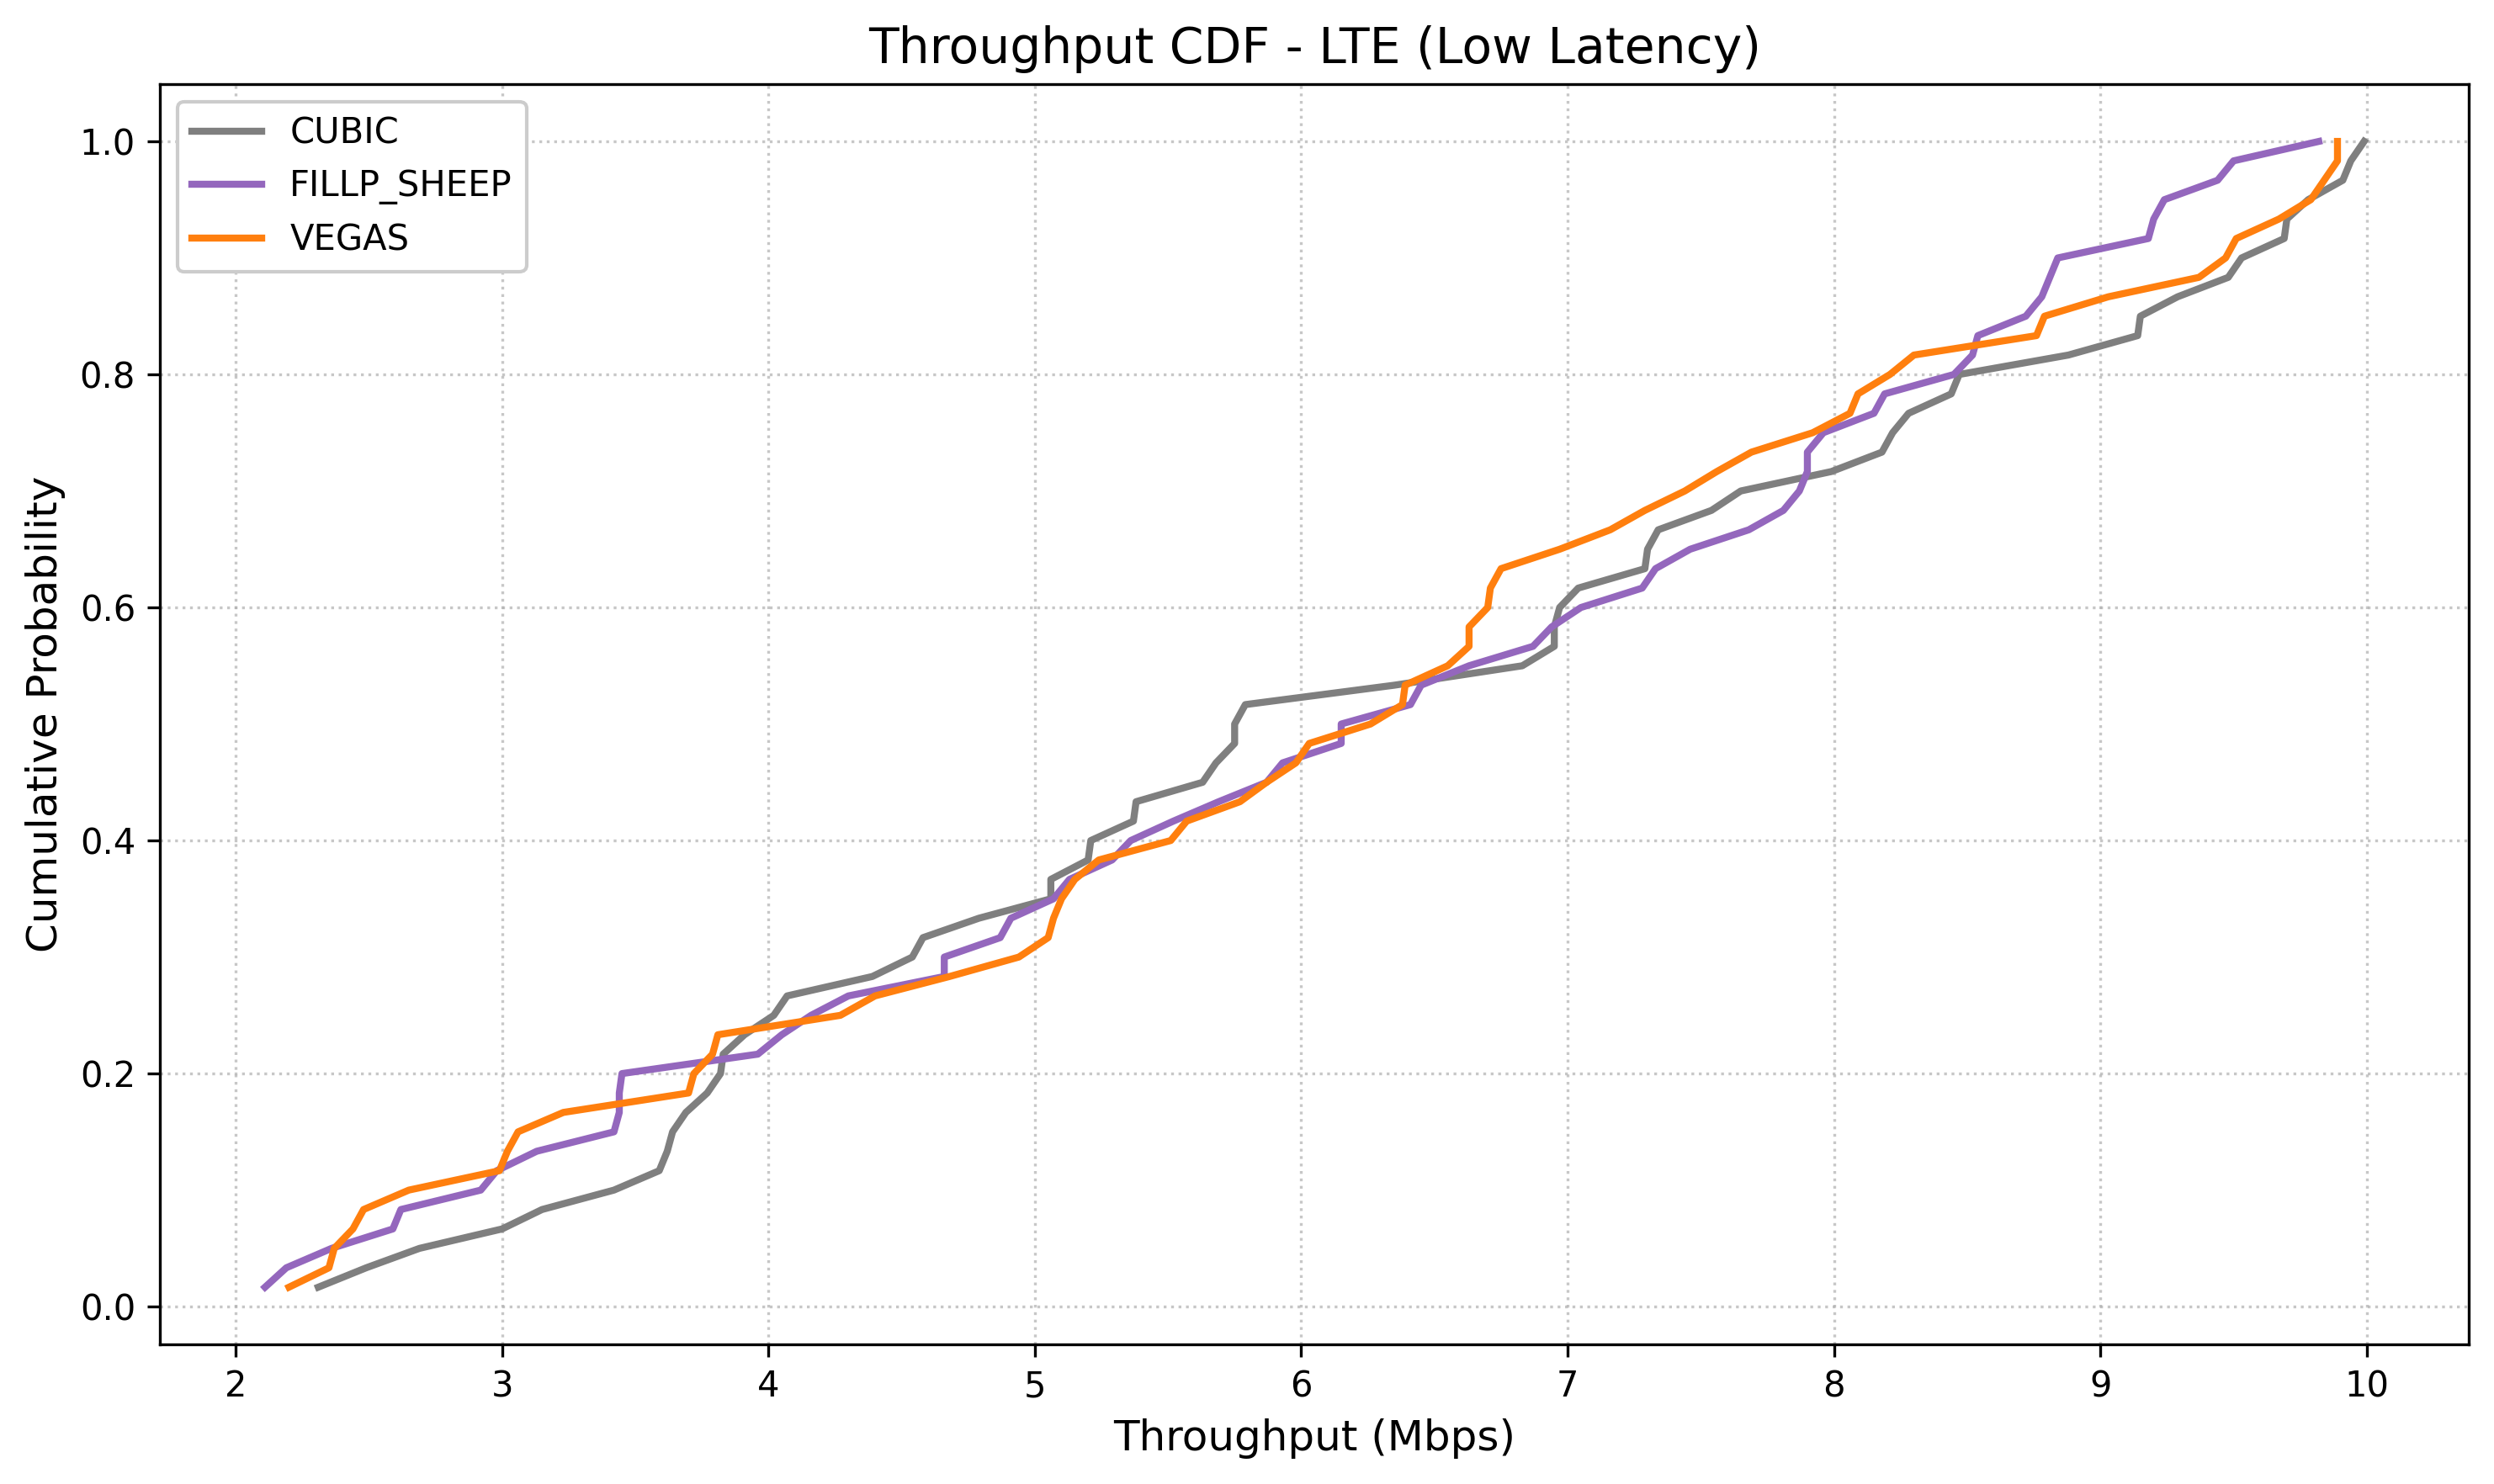 Throughput CDF - LTE (Low Latency)
CUBIC
FILLP_SHEEP
VEGAS
1.0
0.8
0.6
0.4
0.2
0.0
Cumulative Probability
2 3 4 5 6 7 8 9 10
Throughput (Mbps)